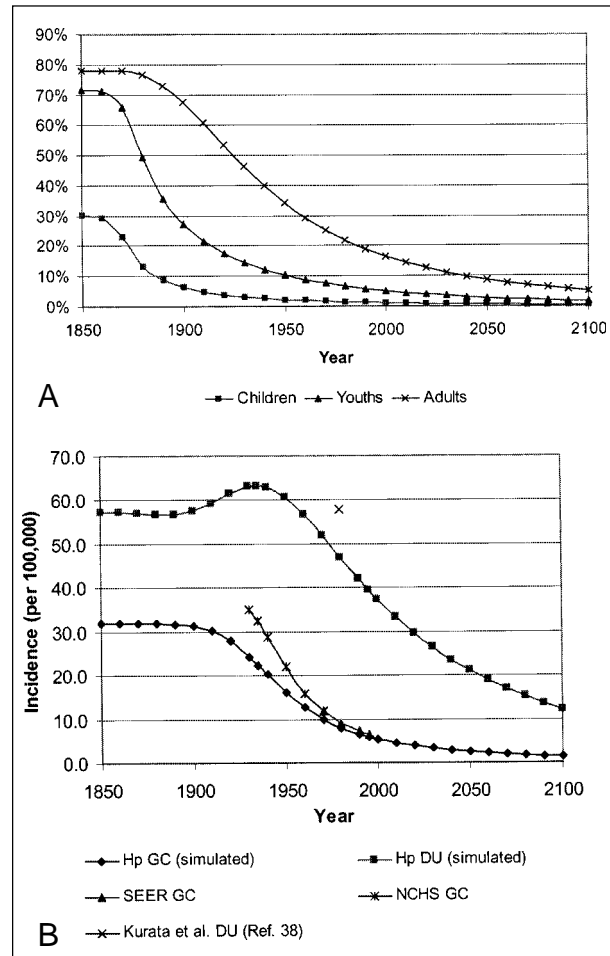 90%
80%
70%
60%
50%
40%
30%
20%
10%
0%
1850 1900 1950 2000 2050 2100
Year
A
Children Youths Adults
70.0
60.0
50.0
40.0
30.0
20.0
10.0
0.0
Incidence (per 100,000)
1850 1900 1950 2000 2050 2100
Year
Hp GC (simulated) Hp DU (simulated)
SEER GC NCHS GC
Kurata et al. DU (Ref. 38)
B